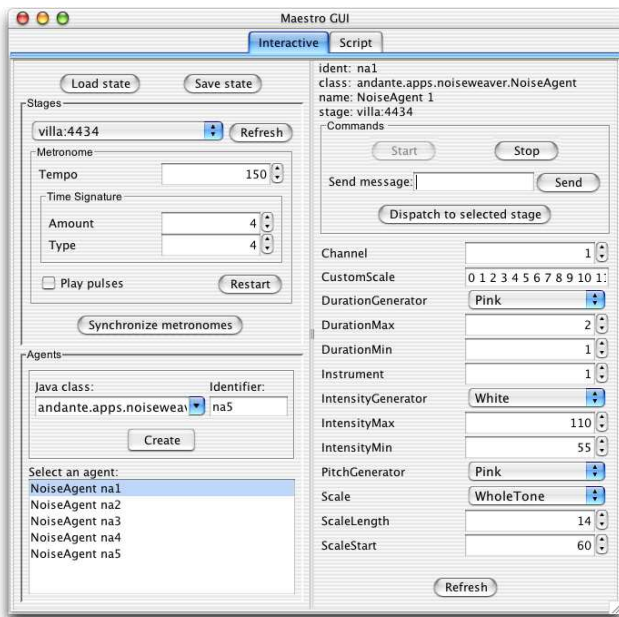 Maestro GUI
Interactive Script
Load state Save state
Stages
villa:4434 Refresh
Metronome
Tempo 150
Time Signature
Amount 4
Type 4
Play pulses Restart
Synchronize metronomes
Agents
Java class: Identifier:
andante.apps.noiseweav na5
Create
Select an agent:
NoiseAgent na1
NoiseAgent na2
NoiseAgent na3
NoiseAgent na4
NoiseAgent na5
ident: na1
class: andante.apps.noiseweaver.NoiseAgent
name: NoiseAgent 1
stage: villa:4434
Commands
Start Stop
Send message: Send
Dispatch to selected stage
Channel 1
CustomScale 0 1 2 3 4 5 6 7 8 9 10 11
DurationGenerator Pink
DurationMax 2
DurationMin 1
Instrument 1
IntensityGenerator White
IntensityMax 110
IntensityMin 55
PitchGenerator Pink
Scale WholeTone
ScaleLength 14
ScaleStart 60
Refresh